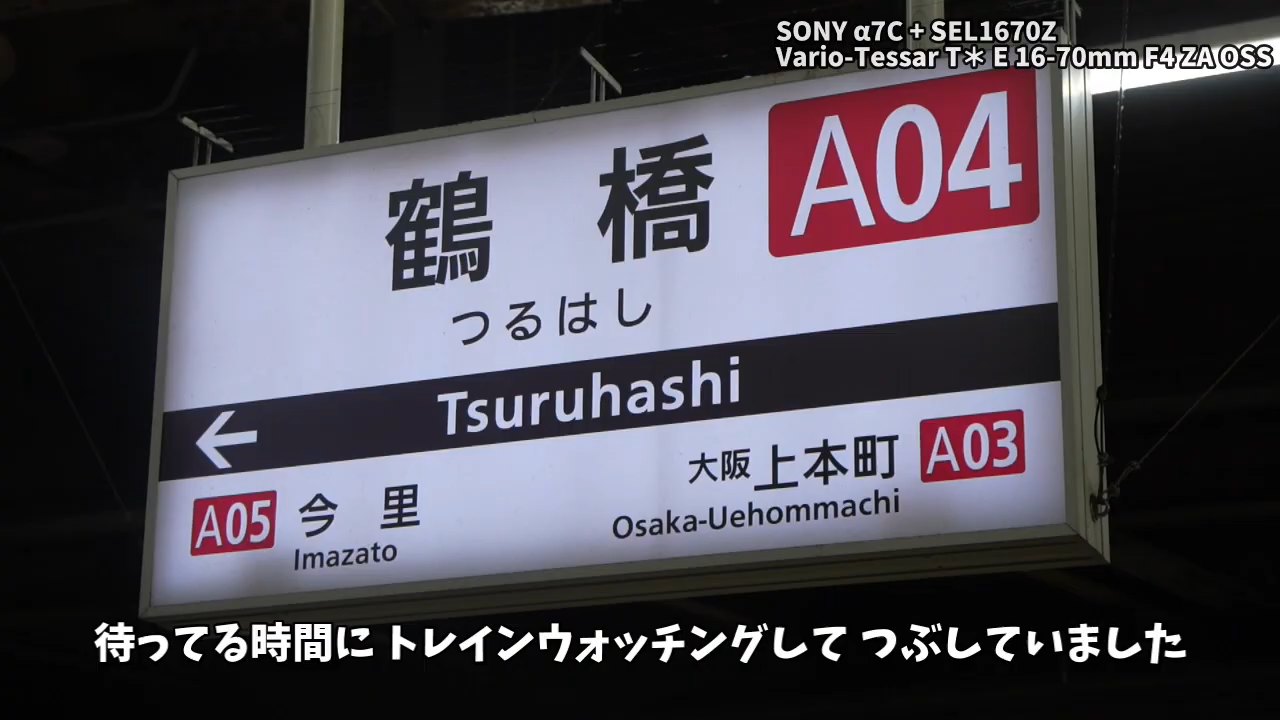 SONY α7C + SEL1670Z
Vario-Tessar T＊ E 16-70mm F4 ZA OSS
鶴橋 A04
つるはし
← Tsuruhashi
A05 今里
Imazato
大阪上本町 A03
Osaka-Uehommachi
待ってる時間に トレインウォッチングして つぶしていました